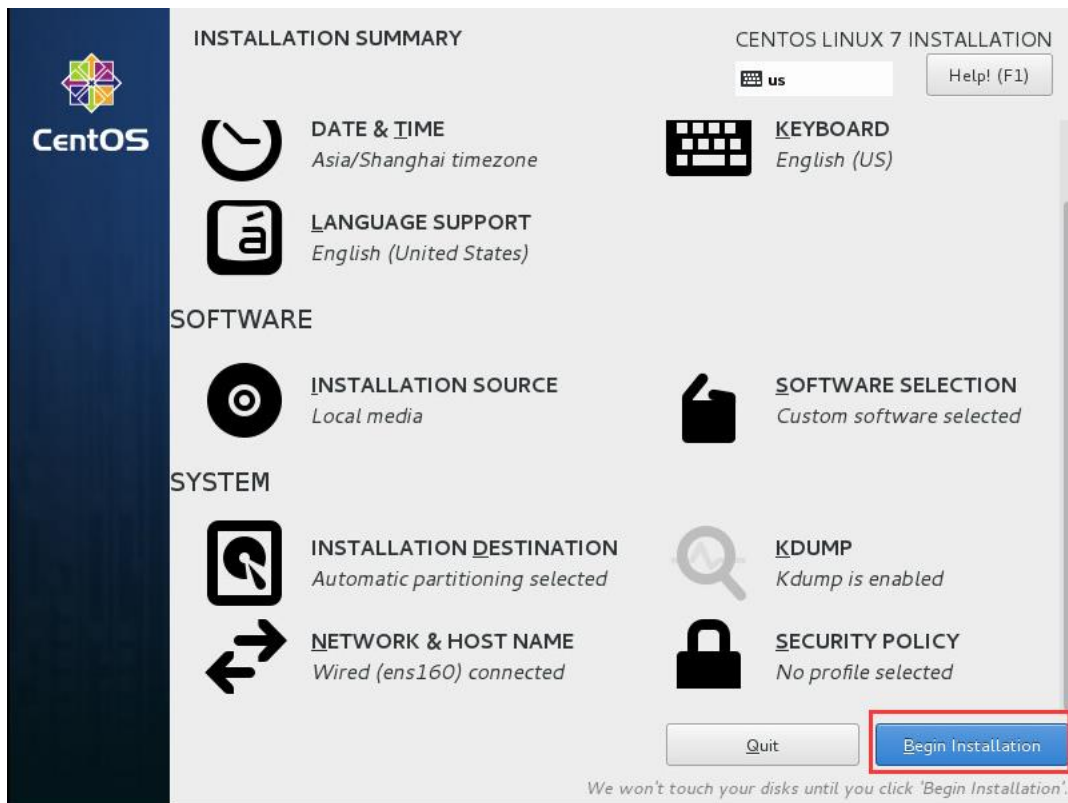 INSTALLATION SUMMARY
CENTOS LINUX 7 INSTALLATION
us
Help! (F1)
CentOS
DATE & TIME
Asia/Shanghai timezone
KEYBOARD
English (US)
á
LANGUAGE SUPPORT
English (United States)
SOFTWARE
INSTALLATION SOURCE
Local media
SOFTWARE SELECTION
Custom software selected
SYSTEM
INSTALLATION DESTINATION
Automatic partitioning selected
KDUMP
Kdump is enabled
NETWORK & HOST NAME
Wired (ens160) connected
SECURITY POLICY
No profile selected
Quit
Begin Installation
We won't touch your disks until you click 'Begin Installation'.